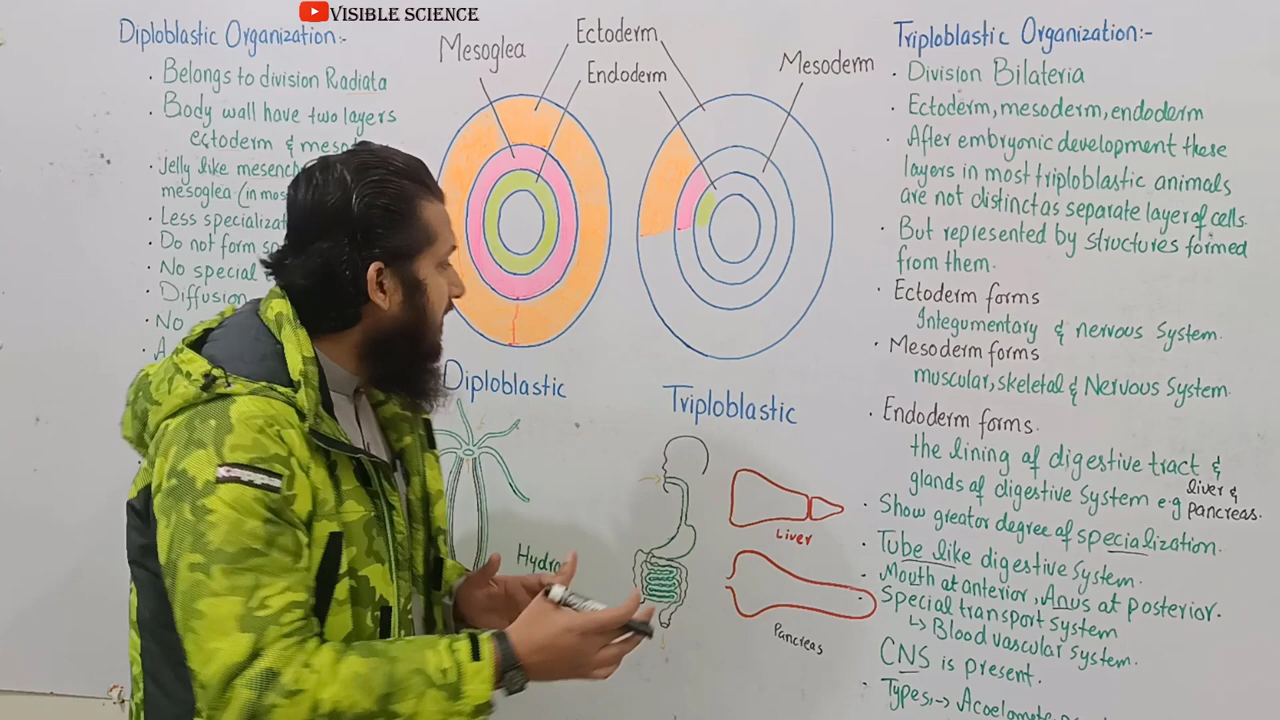 VISIBLE SCIENCE
Diploblastic Organization:-
· Belongs to division Radiata
· Body wall have two layers
ectoderm &
· Jelly like
mesoglea (in
· Less
· Do not form
· No special
· Diffusion
· No
Mesoglea
Ectoderm
Endoderm
Mesoderm
Diploblastic
Triploblastic
Hydra
Liver
Pancreas
Triploblastic Organization:-
· Division Bilateria
· Ectoderm, mesoderm, endoderm
· After embryonic development these
layers in most triploblastic animals
are not distinct as separate layer of cells.
· But represented by structures formed
from them.
· Ectoderm forms
Integumentary & nervous System.
· Mesoderm forms
muscular, skeletal & Nervous System.
· Endoderm forms.
the lining of digestive tract &
glands of digestive System e.g liver & pancreas.
· Show greator degree of specialization.
· Tube like digestive System.
· Mouth at anterior, Anus at posterior.
· Special transport system
↳ Blood vascular system.
CNS is present.
· Types,-> Acoelomate,